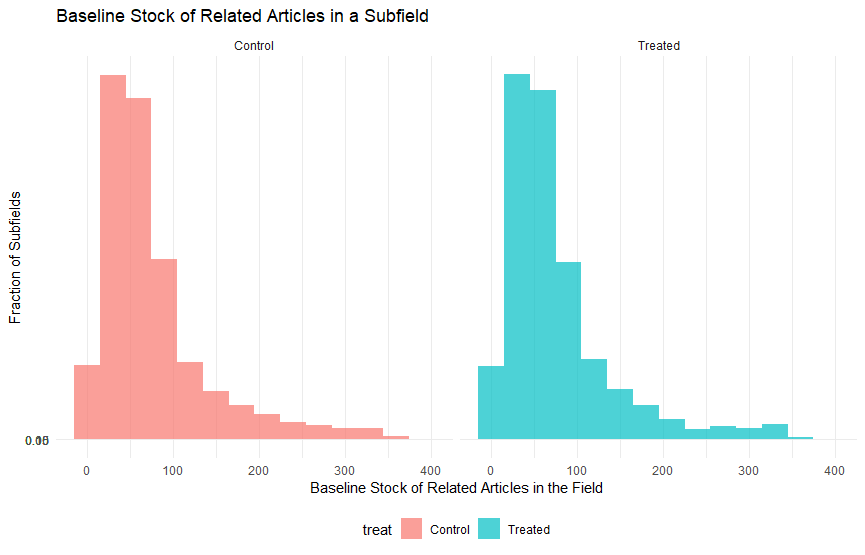 Baseline Stock of Related Articles in a Subfield
Control
Treated
Fraction of Subfields
0 100 200 300 400
0 100 200 300 400
Baseline Stock of Related Articles in the Field
treat Control Treated